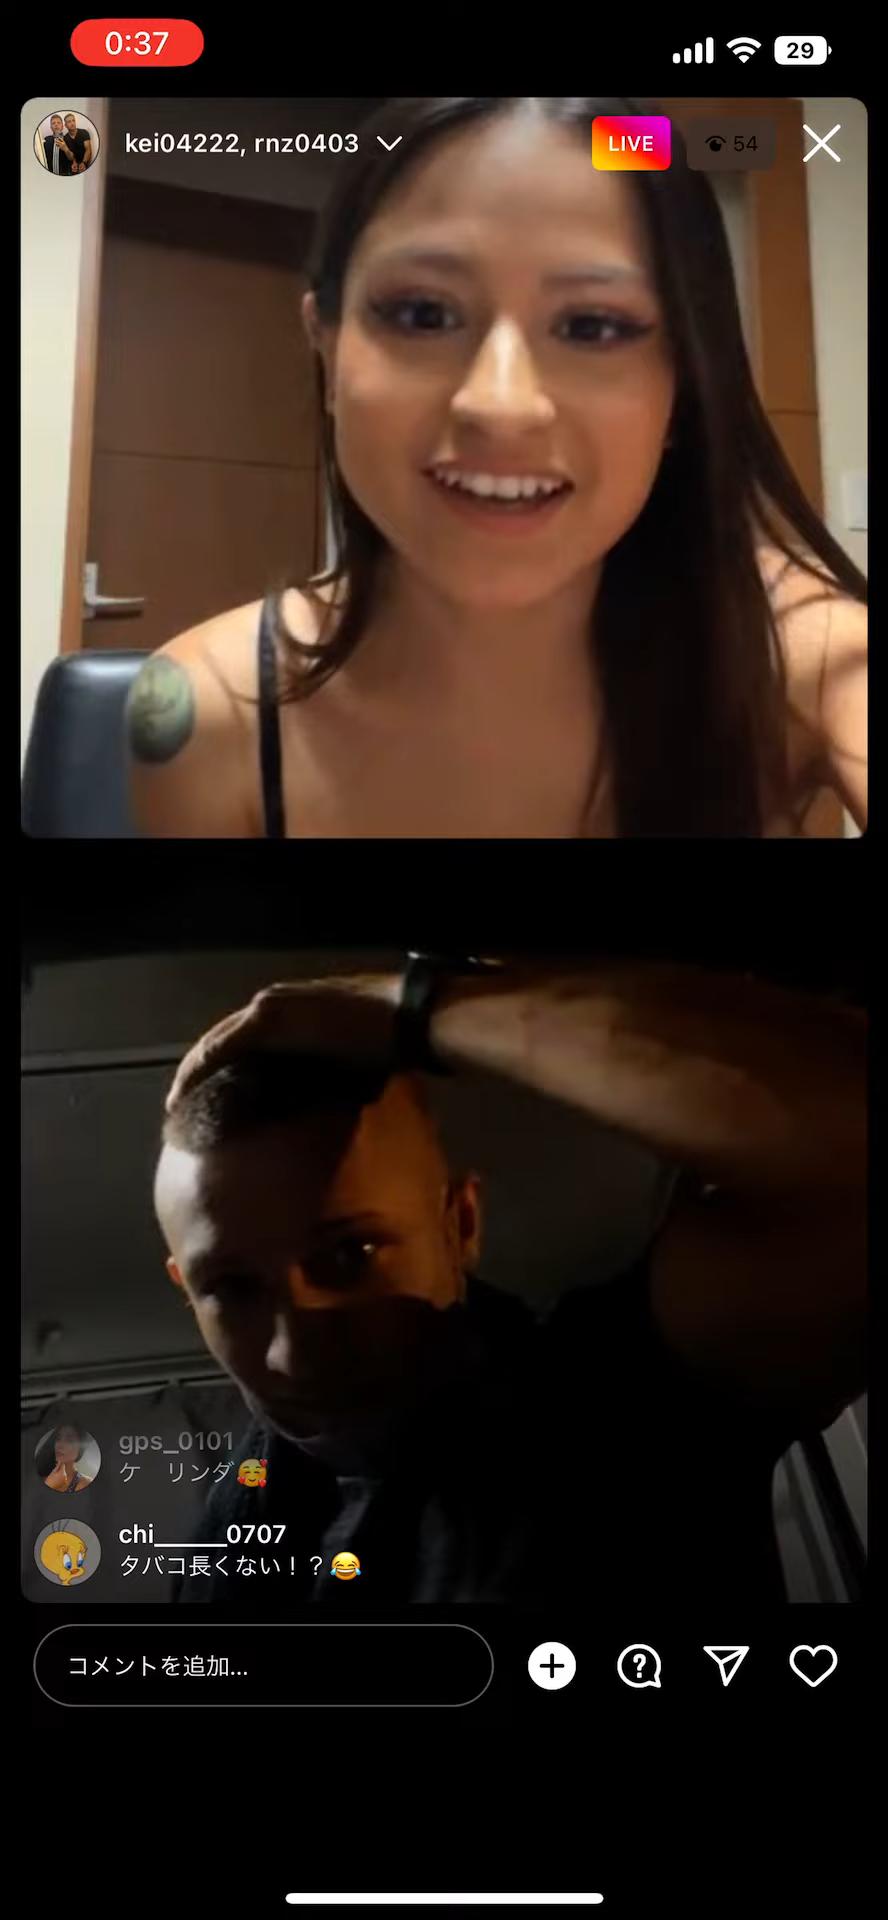 0:37
29
kei04222, rnz0403
LIVE
54
gps_0101
ケ　リンダ🥰
chi_____0707
タバコ長くない！？😂
コメントを追加...